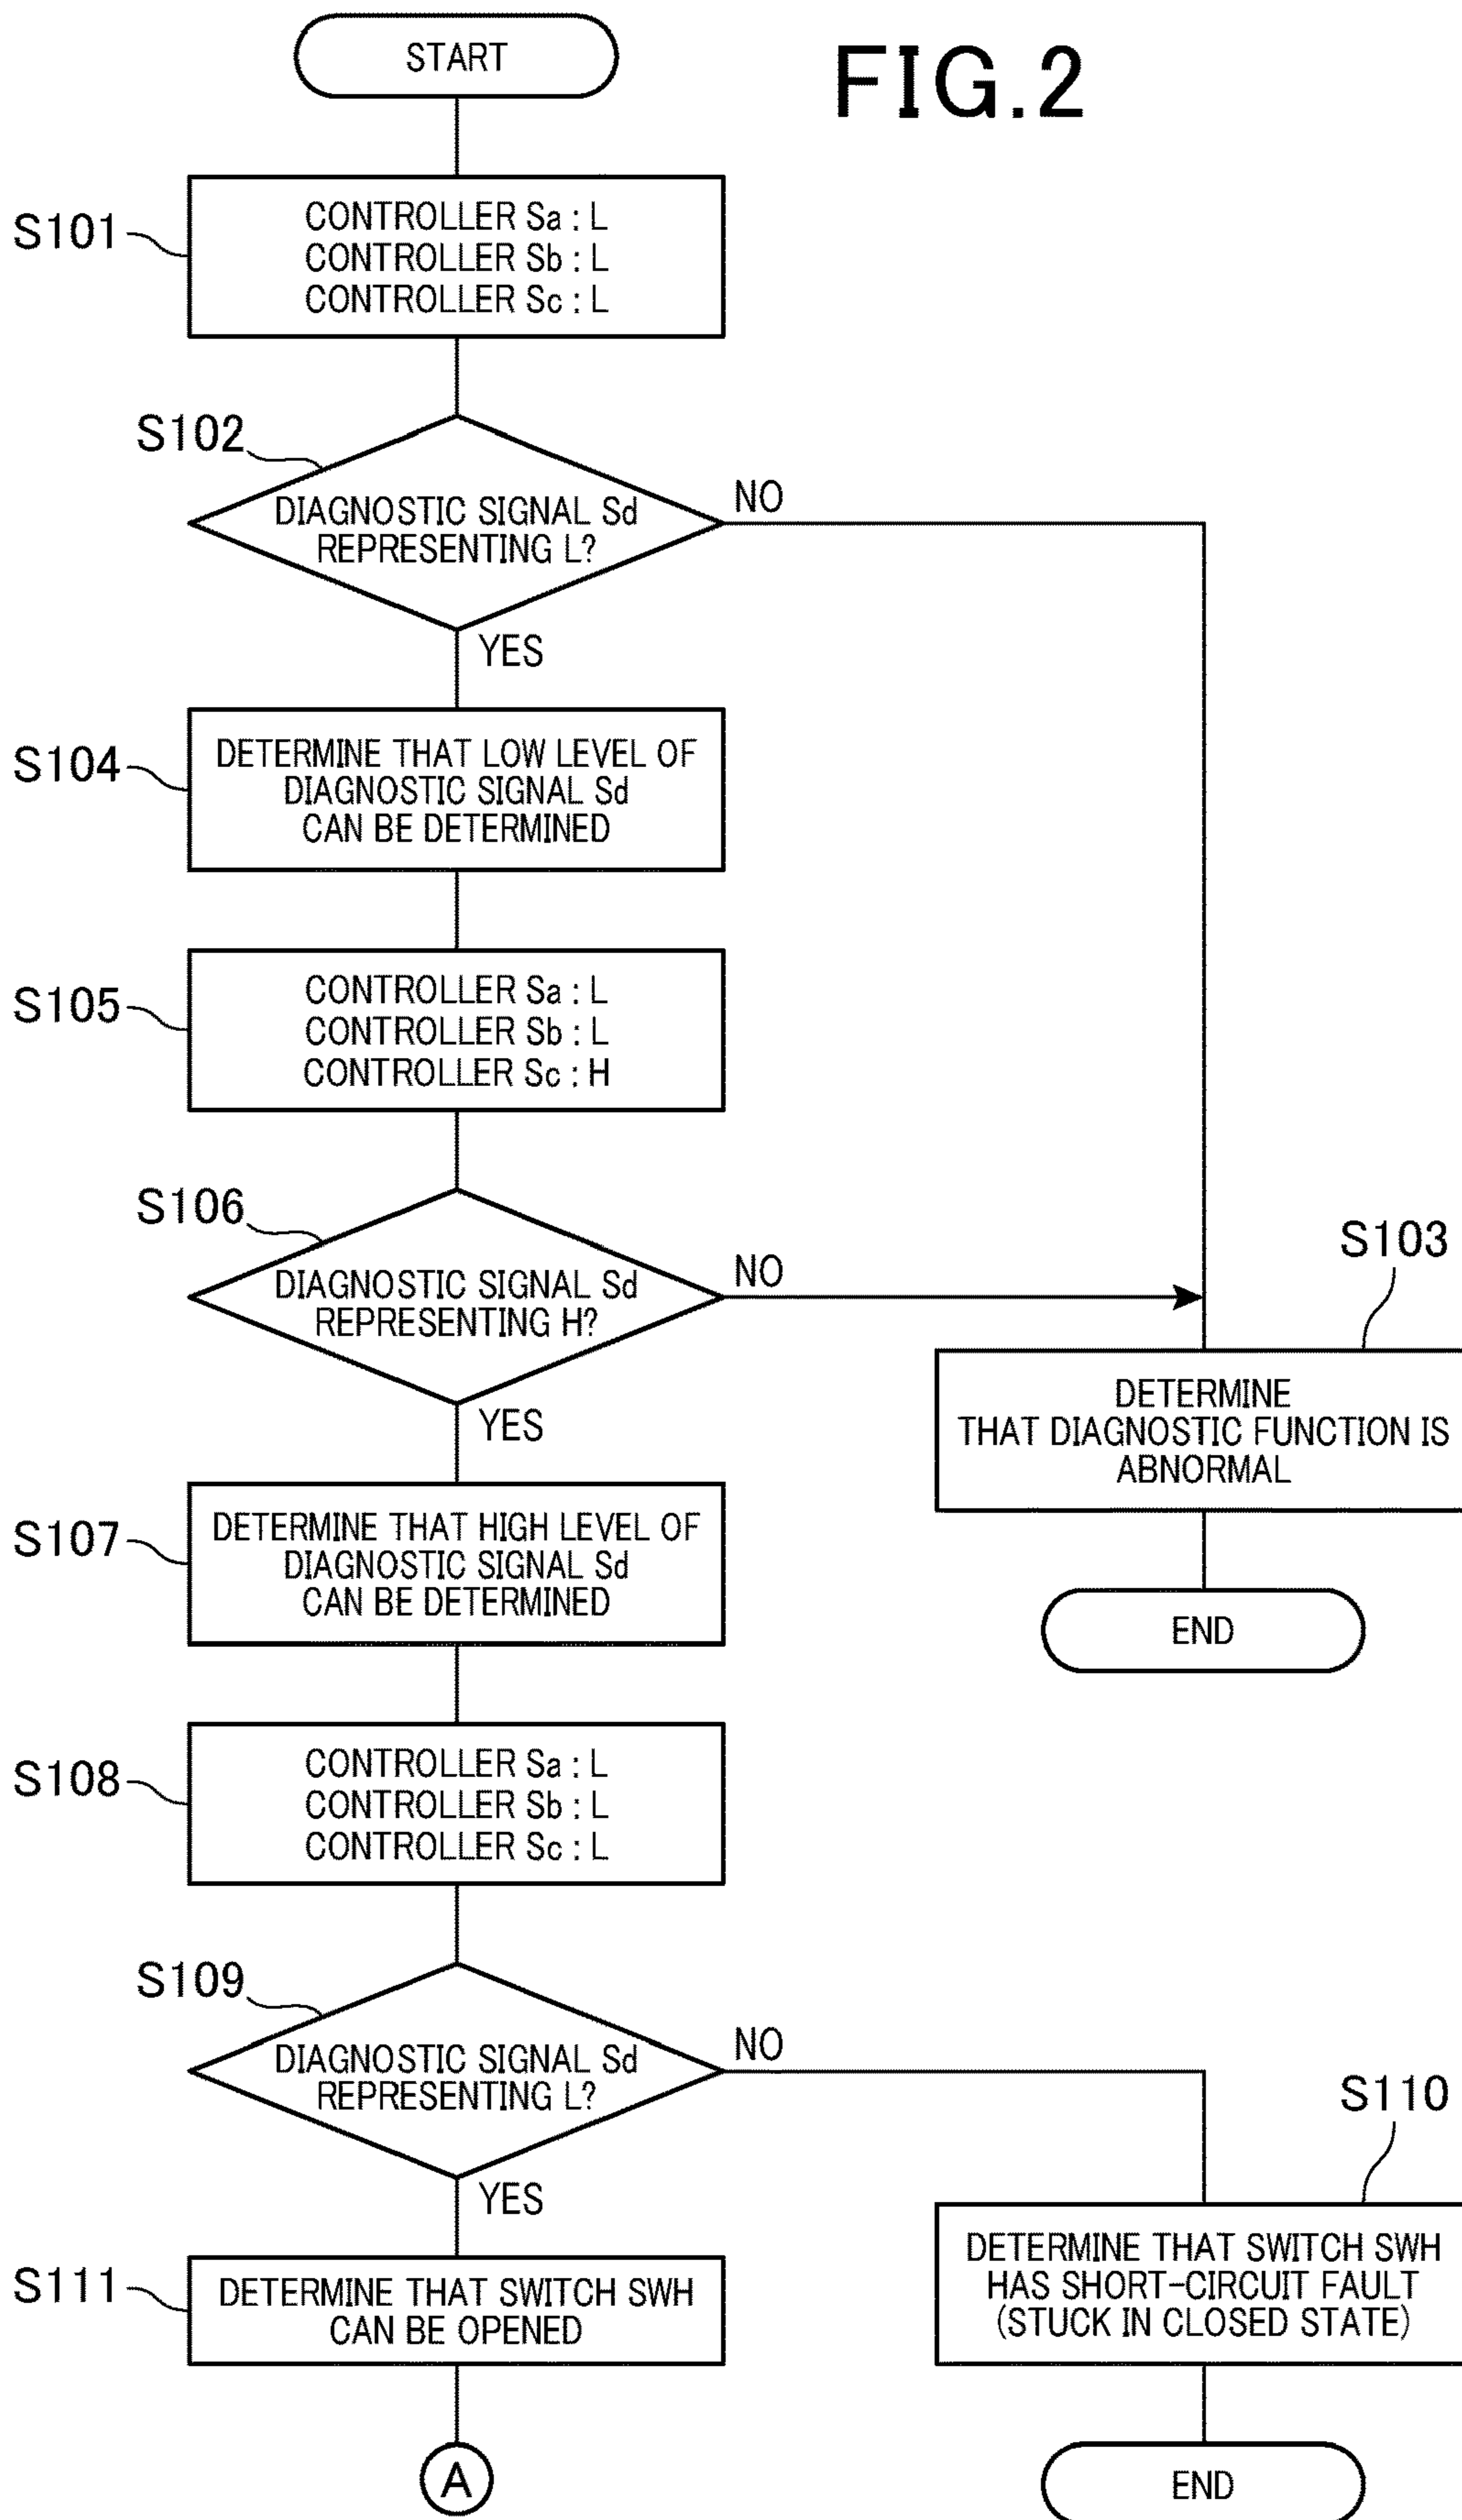 START
FIG.2
S101
CONTROLLER Sa : L
CONTROLLER Sb : L
CONTROLLER Sc : L
S102
DIAGNOSTIC SIGNAL Sd
REPRESENTING L?
NO
YES
S104
DETERMINE THAT LOW LEVEL OF
DIAGNOSTIC SIGNAL Sd
CAN BE DETERMINED
S105
CONTROLLER Sa : L
CONTROLLER Sb : L
CONTROLLER Sc : H
S106
DIAGNOSTIC SIGNAL Sd
REPRESENTING H?
NO
YES
S103
DETERMINE
THAT DIAGNOSTIC FUNCTION IS
ABNORMAL
END
S107
DETERMINE THAT HIGH LEVEL OF
DIAGNOSTIC SIGNAL Sd
CAN BE DETERMINED
S108
CONTROLLER Sa : L
CONTROLLER Sb : L
CONTROLLER Sc : L
S109
DIAGNOSTIC SIGNAL Sd
REPRESENTING L?
NO
YES
S110
DETERMINE THAT SWITCH SWH
HAS SHORT-CIRCUIT FAULT
(STUCK IN CLOSED STATE)
END
S111
DETERMINE THAT SWITCH SWH
CAN BE OPENED
A